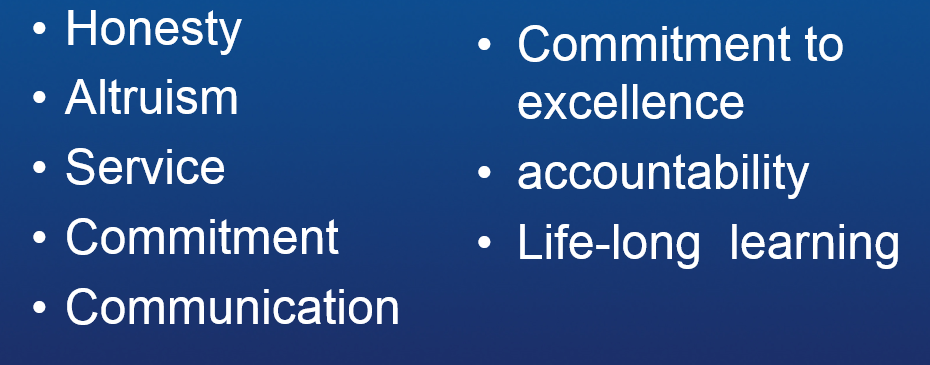 • Honesty
• Altruism
• Service
• Commitment
• Communication
• Commitment to
excellence
• accountability
• Life-long  learning